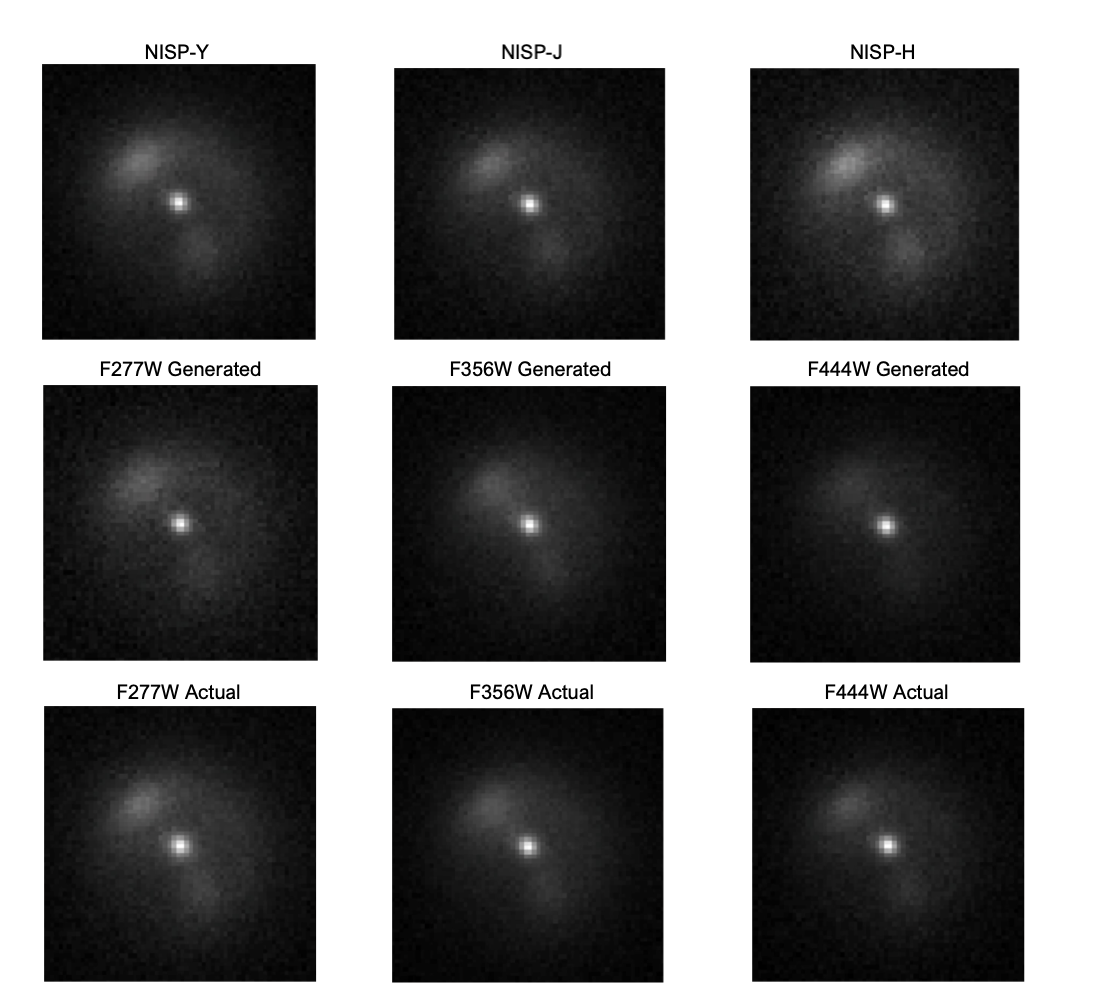 NISP-Y
NISP-J
NISP-H
F277W Generated
F356W Generated
F444W Generated
F277W Actual
F356W Actual
F444W Actual